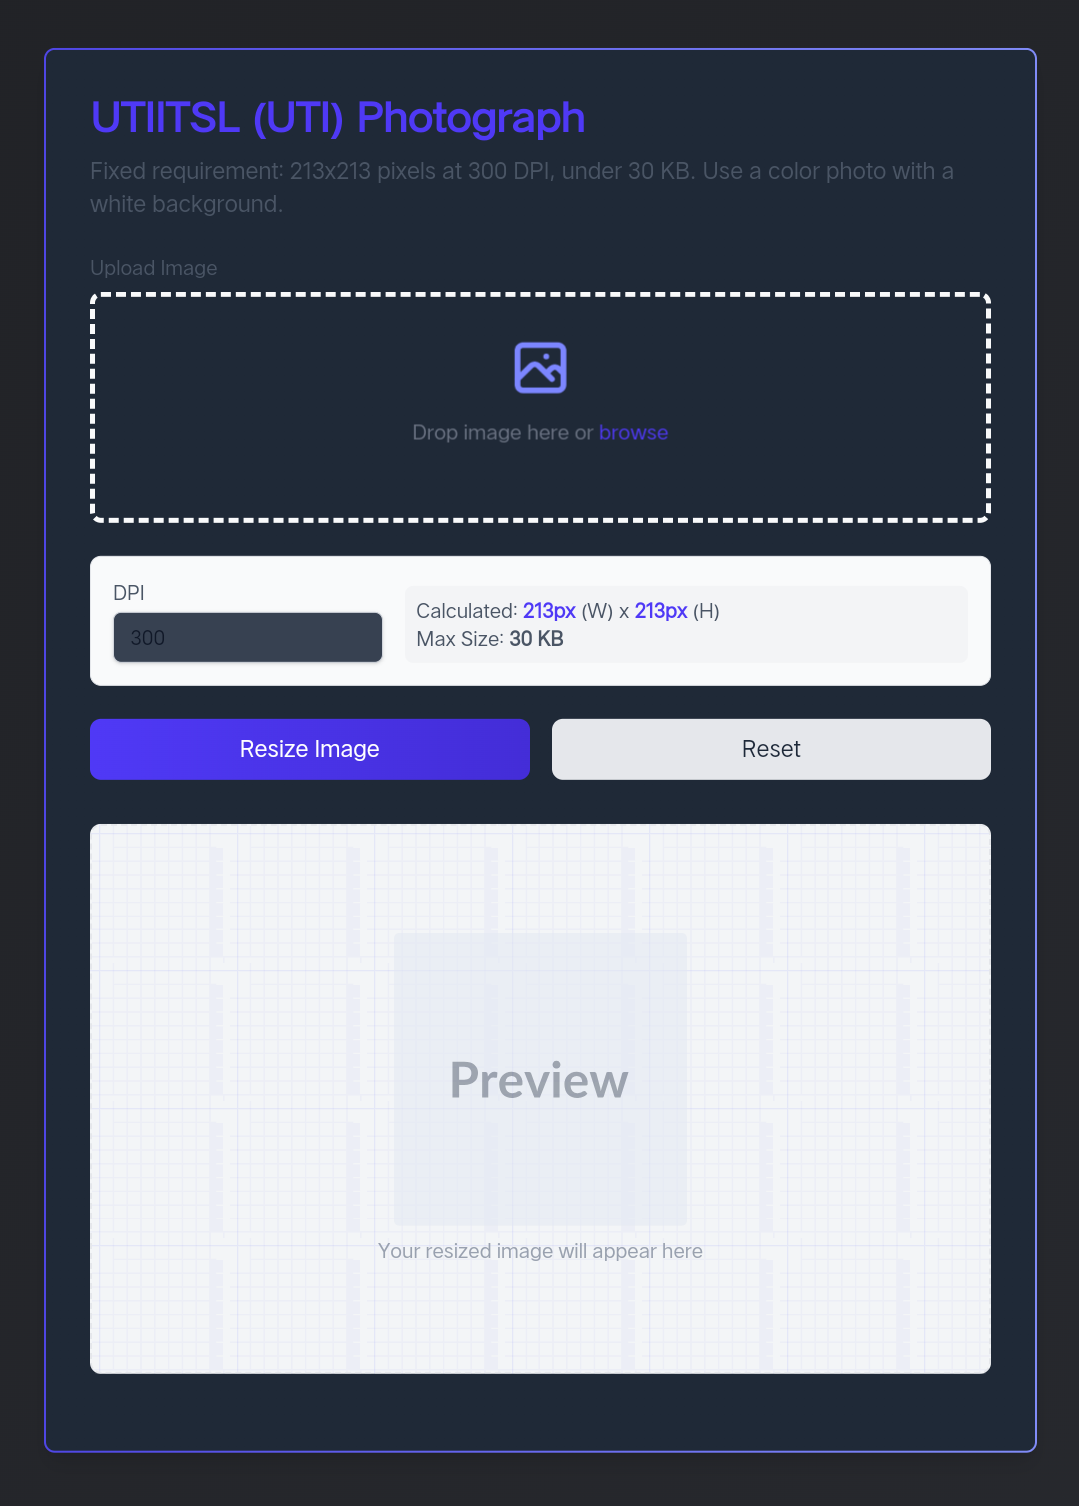 UTIITSL (UTI) Photograph
Fixed requirement: 213x213 pixels at 300 DPI, under 30 KB. Use a color photo with a
white background.
Upload Image
Drop image here or browse
DPI
300
Calculated: 213px (W) x 213px (H)
Max Size: 30 KB
Resize Image
Reset
Preview
Your resized image will appear here